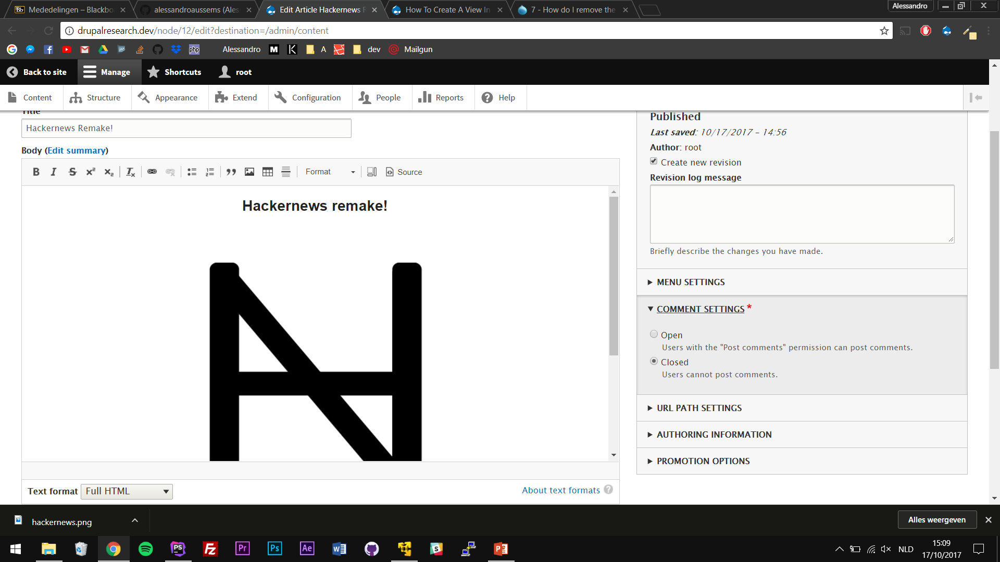 Mededelingen – Blackbo
alessandroaussems (Ales
Edit Article Hackernews R
How To Create A View In
7 - How do I remove the
Alessandro
drupalresearch.dev/node/12/edit?destination=/admin/content
Alessandro
A
dev
Mailgun
Back to site
Manage
Shortcuts
root
Content
Structure
Appearance
Extend
Configuration
People
Reports
Help
Title
Hackernews Remake!
Body (Edit summary)
Format
Source
Hackernews remake!
Text format
Full HTML
About text formats
Published
Last saved: 10/17/2017 - 14:56
Author: root
Create new revision
Revision log message
Briefly describe the changes you have made.
MENU SETTINGS
COMMENT SETTINGS *
Open
Users with the "Post comments" permission can post comments.
Closed
Users cannot post comments.
URL PATH SETTINGS
AUTHORING INFORMATION
PROMOTION OPTIONS
hackernews.png
Alles weergeven
NLD
15:09
17/10/2017